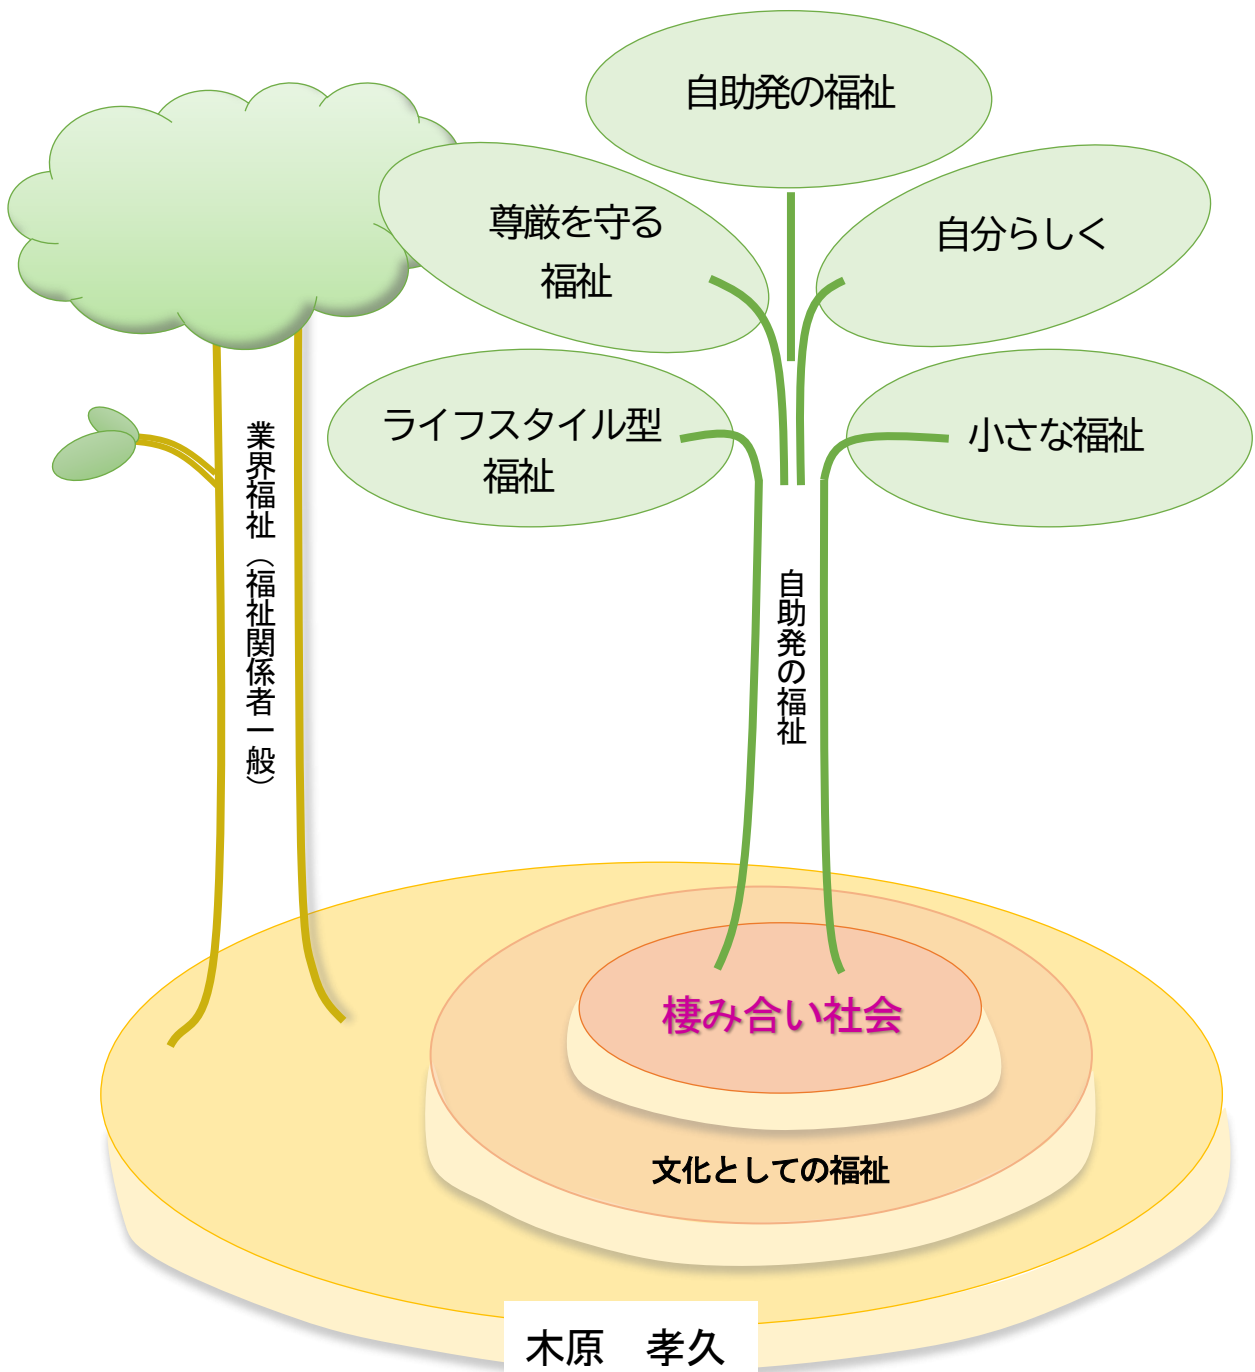 自助発の福祉
尊厳を守る
福祉
自分らしく
ライフスタイル型
福祉
小さな福祉
業界福祉（福祉関係者一般）
自助発の福祉
棲み合い社会
文化としての福祉
木原　孝久